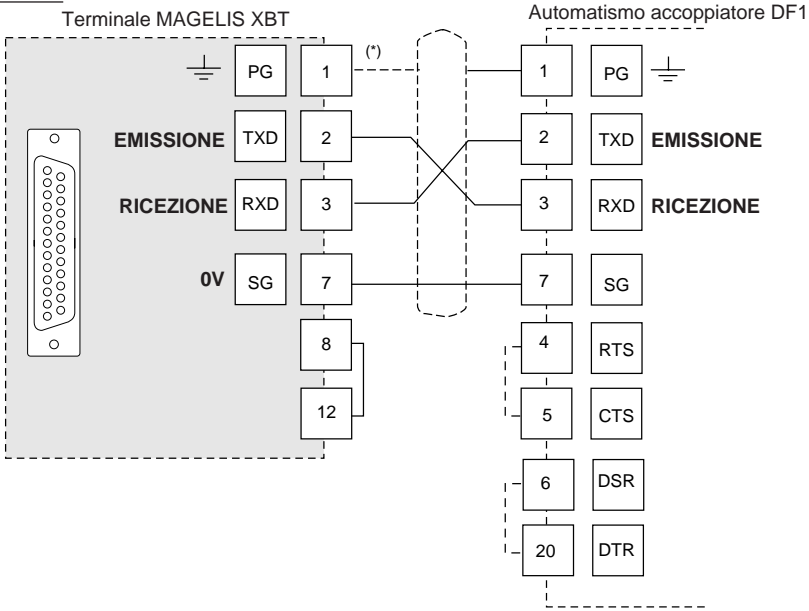 Terminale MAGELIS XBT
Automatismo accoppiatore DF1
PG 1 (*) 1 PG
EMISSIONE TXD 2 2 TXD EMISSIONE
RICEZIONE RXD 3 3 RXD RICEZIONE
0V SG 7 7 SG
8 4 RTS
12 5 CTS
6 DSR
20 DTR